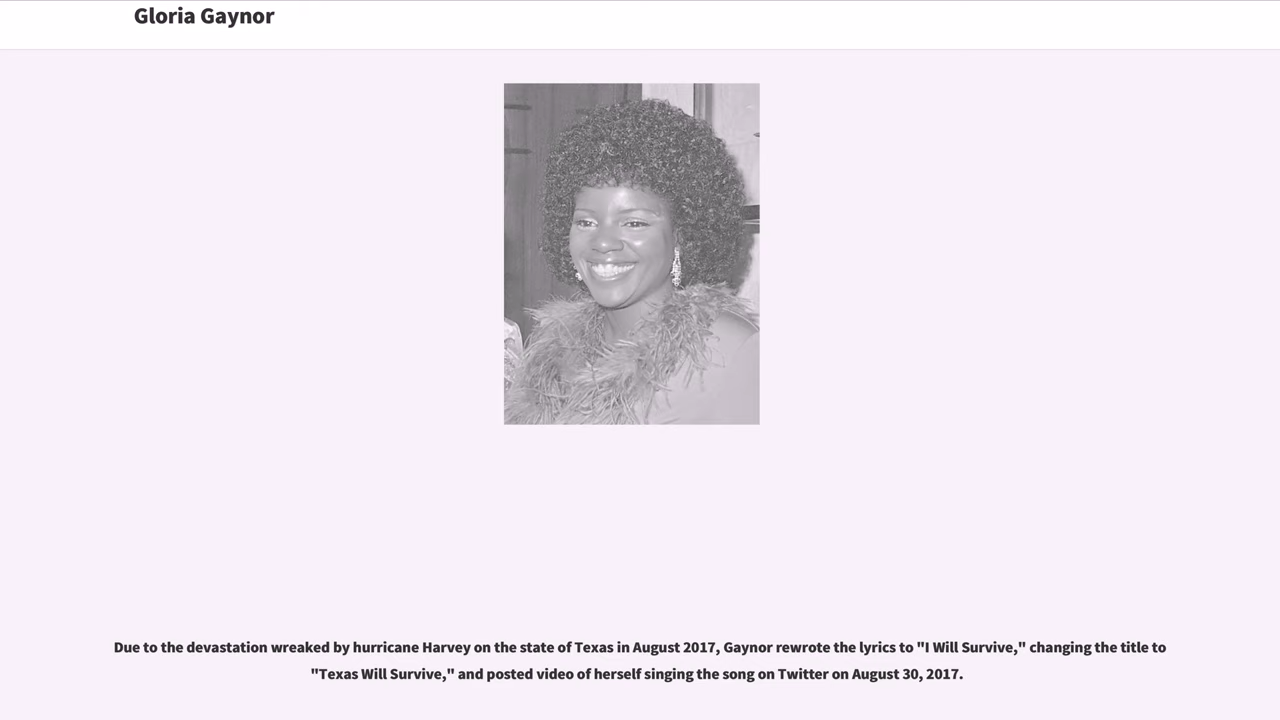 Gloria Gaynor
Due to the devastation wreaked by hurricane Harvey on the state of Texas in August 2017, Gaynor rewrote the lyrics to "I Will Survive," changing the title to
"Texas Will Survive," and posted video of herself singing the song on Twitter on August 30, 2017.